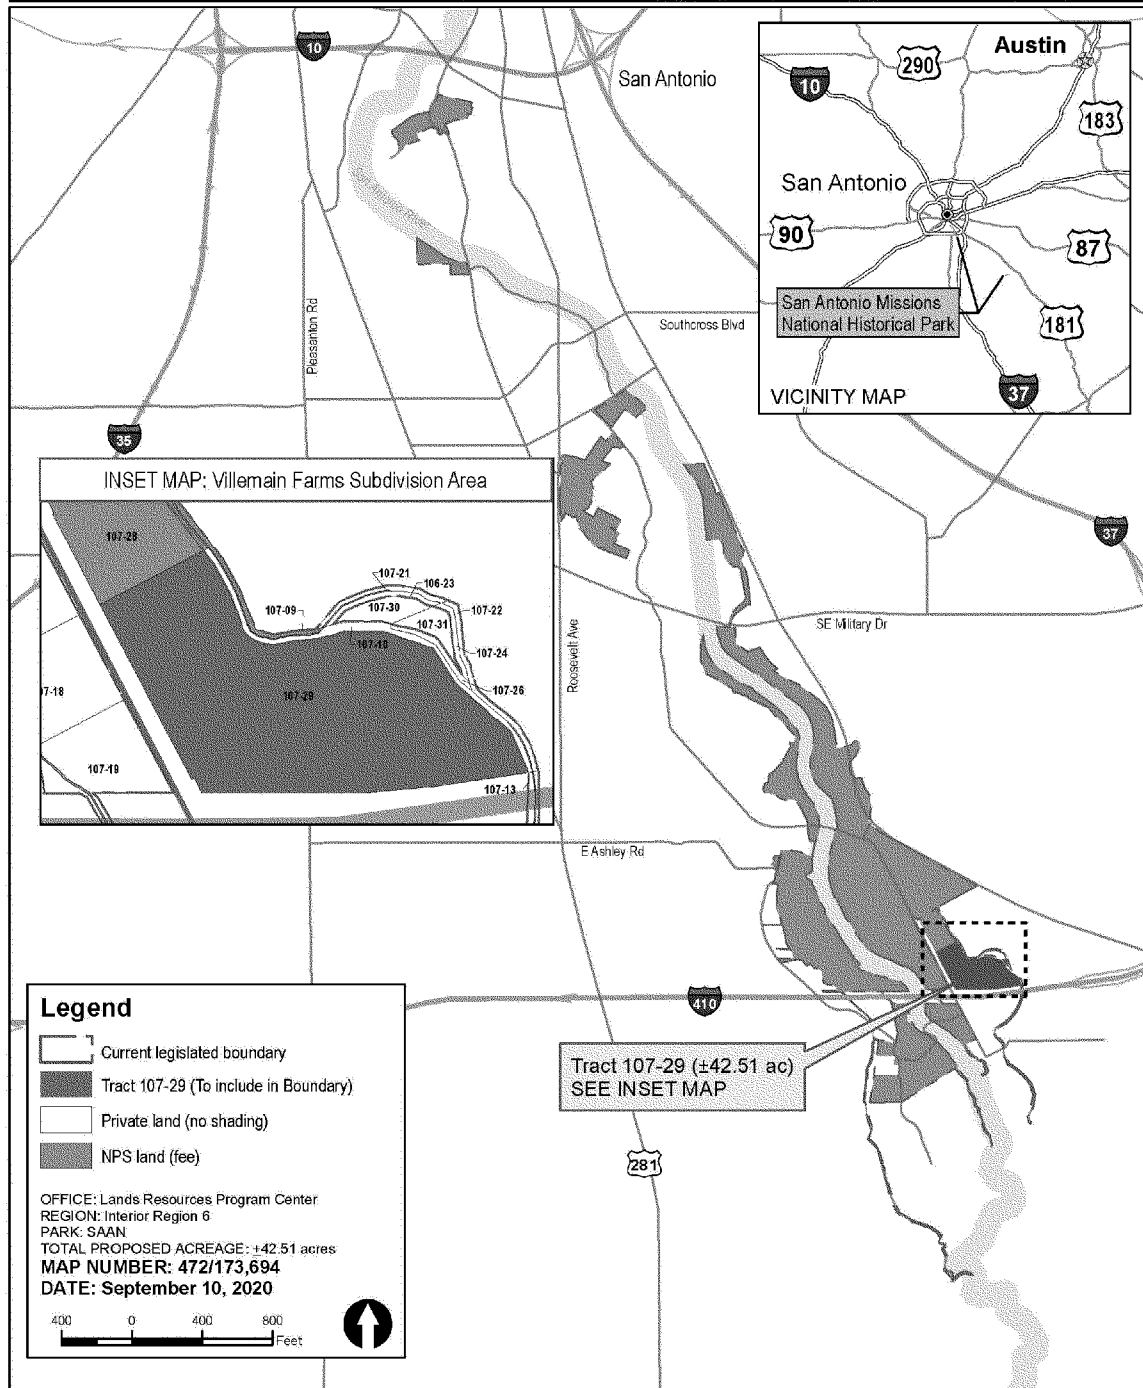 10
San Antonio
Pleasanton Rd
Southcross Blvd
35
37
Roosevelt Ave
SE Military Dr
E Ashley Rd
410
281
Tract 107-29 (±42.51 ac)
SEE INSET MAP
Austin
290
10
183
San Antonio
90
87
San Antonio Missions
National Historical Park
181
37
VICINITY MAP
INSET MAP: Villemain Farms Subdivision Area
107-28
107-21
106-23
107-09
107-30
107-22
107-31
107-10
107-24
107-29
107-26
7-18
107-19
107-13
Legend
Current legislated boundary
Tract 107-29 (To include in Boundary)
Private land (no shading)
NPS land (fee)
OFFICE: Lands Resources Program Center
REGION: Interior Region 6
PARK: SAAN
TOTAL PROPOSED ACREAGE: ±42.51 acres
MAP NUMBER: 472/173,694
DATE: September 10, 2020
400 0 400 800
Feet